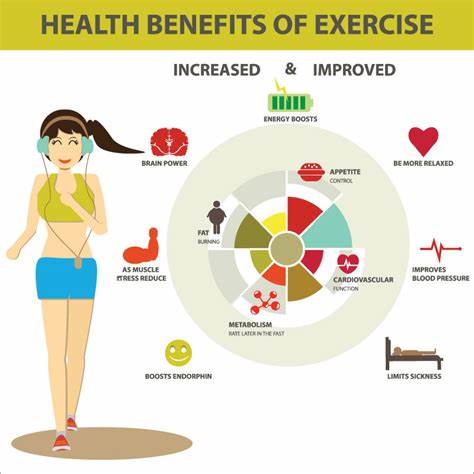 HEALTH BENEFITS OF EXERCISE
INCREASED & IMPROVED
ENERGY BOOSTS
BRAIN POWER
BE MORE RELAXED
APPETITE
CONTROL
FAT
BURNING
AS MUSCLE
STRESS REDUCE
CARDIOVASCULAR
FUNCTION
IMPROVES
BLOOD PRESSURE
METABOLISM
RATE LATER IN THE FAST
BOOSTS ENDORPHIN
LIMITS SICKNESS